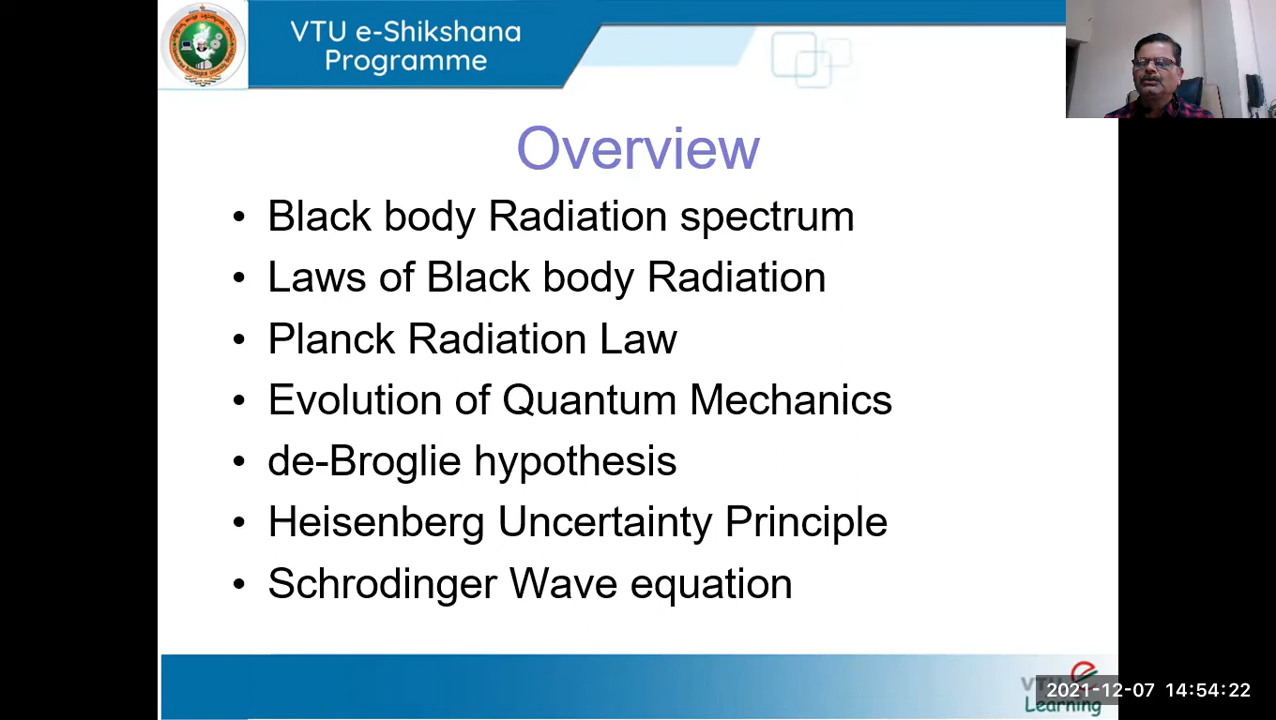 VTU e-Shikshana
Programme
Overview
• Black body Radiation spectrum
• Laws of Black body Radiation
• Planck Radiation Law
• Evolution of Quantum Mechanics
• de-Broglie hypothesis
• Heisenberg Uncertainty Principle
• Schrodinger Wave equation
VTU e
2021-12-07 14:54:22
Learning